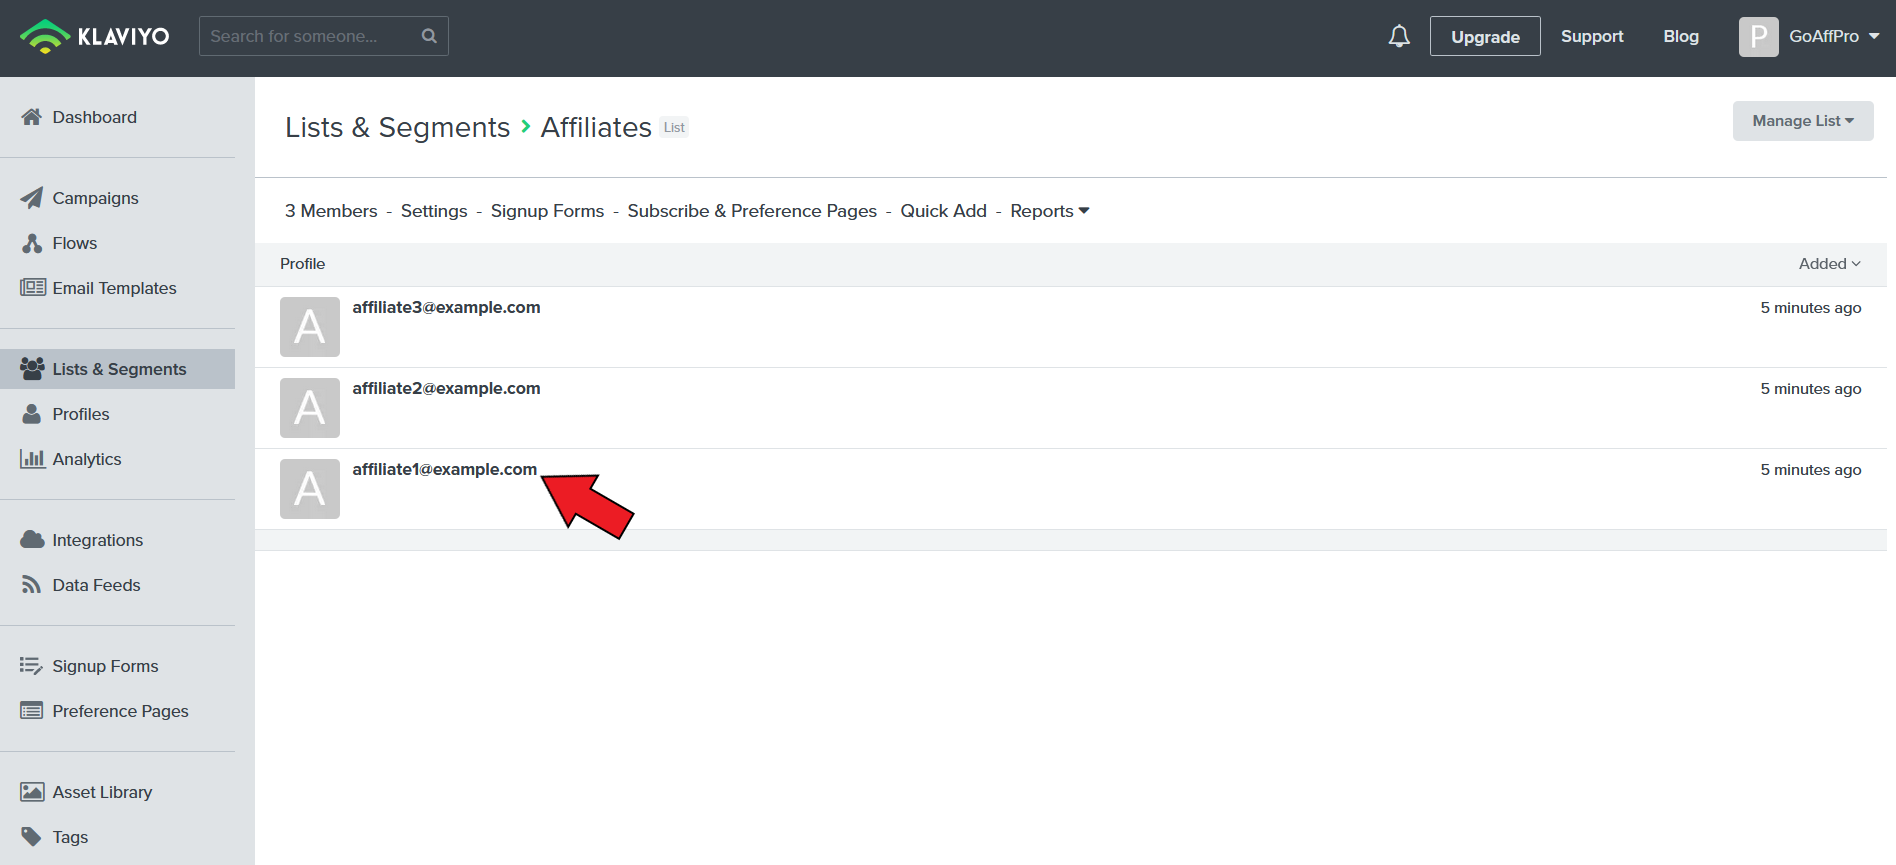 KLAVIYO
Search for someone...
Upgrade
Support
Blog
P
GoAffPro
Dashboard
Campaigns
Flows
Email Templates
Lists & Segments
Profiles
Analytics
Integrations
Data Feeds
Signup Forms
Preference Pages
Asset Library
Tags
Lists & Segments > Affiliates List
Manage List
3 Members - Settings - Signup Forms - Subscribe & Preference Pages - Quick Add - Reports
Profile Added
A affiliate3@example.com 5 minutes ago
A affiliate2@example.com 5 minutes ago
A affiliate1@example.com 5 minutes ago